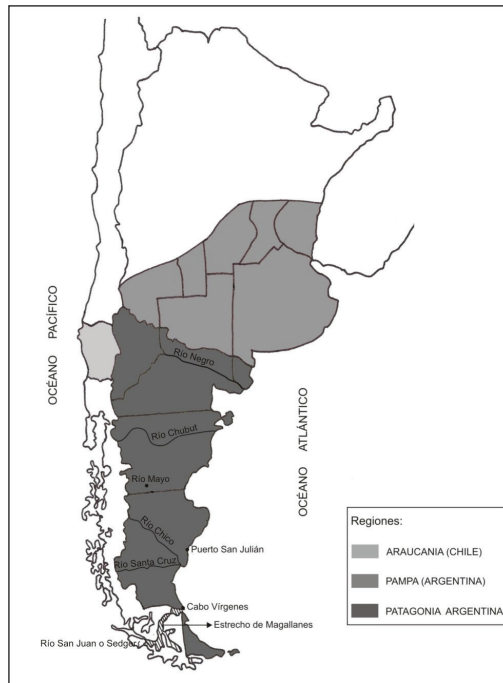 OCÉANO PACÍFICO
Río Negro
OCÉANO ATLÁNTICO
Río Chubut
Río Mayo
Río Chico
Puerto San Julián
Río Santa Cruz
Cabo Vírgenes
Estrecho de Magallanes
Río San Juan o Sedger
Regiones:
ARAUCANIA (CHILE)
PAMPA (ARGENTINA)
PATAGONIA ARGENTINA